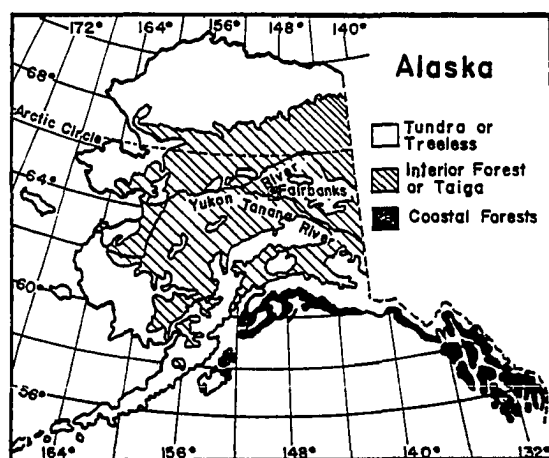 172° 164° 156° 148° 140°
Alaska
68°
Arctic Circle
Tundra or
Treeless
64°
River
Fairbanks
Interior Forest
or Taiga
Yukon Tanana
River
Coastal Forests
60°
56°
164° 156° 148° 140° 132°